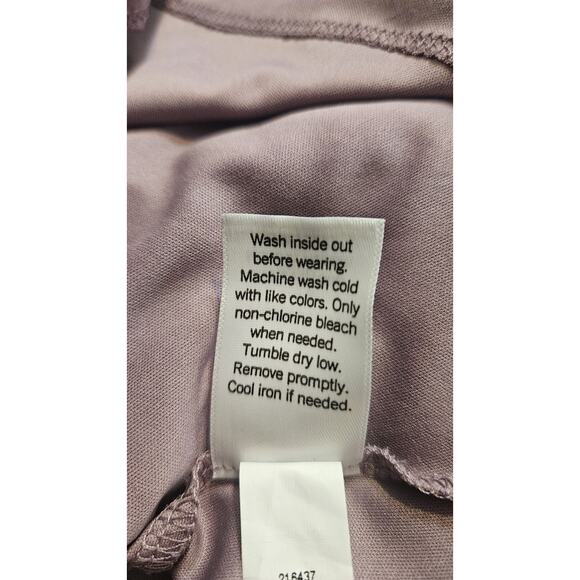 Wash inside out
before wearing.
Machine wash cold
with like colors. Only
non-chlorine bleach
when needed.
Tumble dry low.
Remove promptly.
Cool iron if needed.
216437